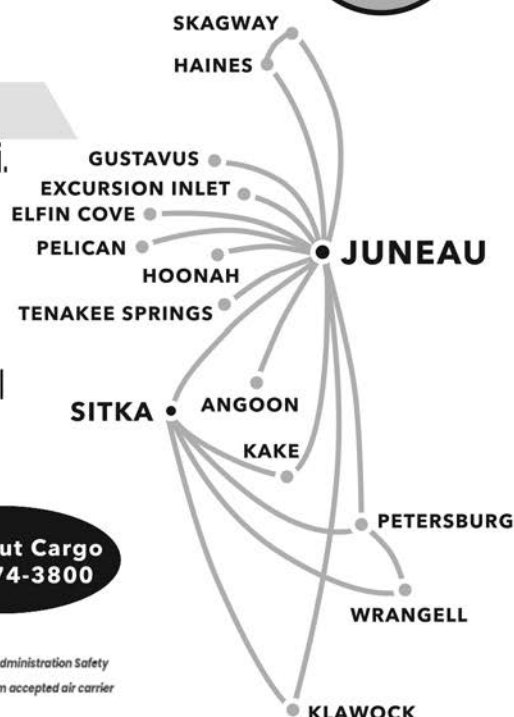 SKAGWAY
HAINES
GUSTAVUS
EXCURSION INLET
ELFIN COVE
PELICAN
JUNEAU
HOONAH
TENAKEE SPRINGS
SITKA
ANGOON
KAKE
PETERSBURG
WRANGELL
KLAWOCK
ut Cargo
74-3800
dministration Safety
m accepted air carrier